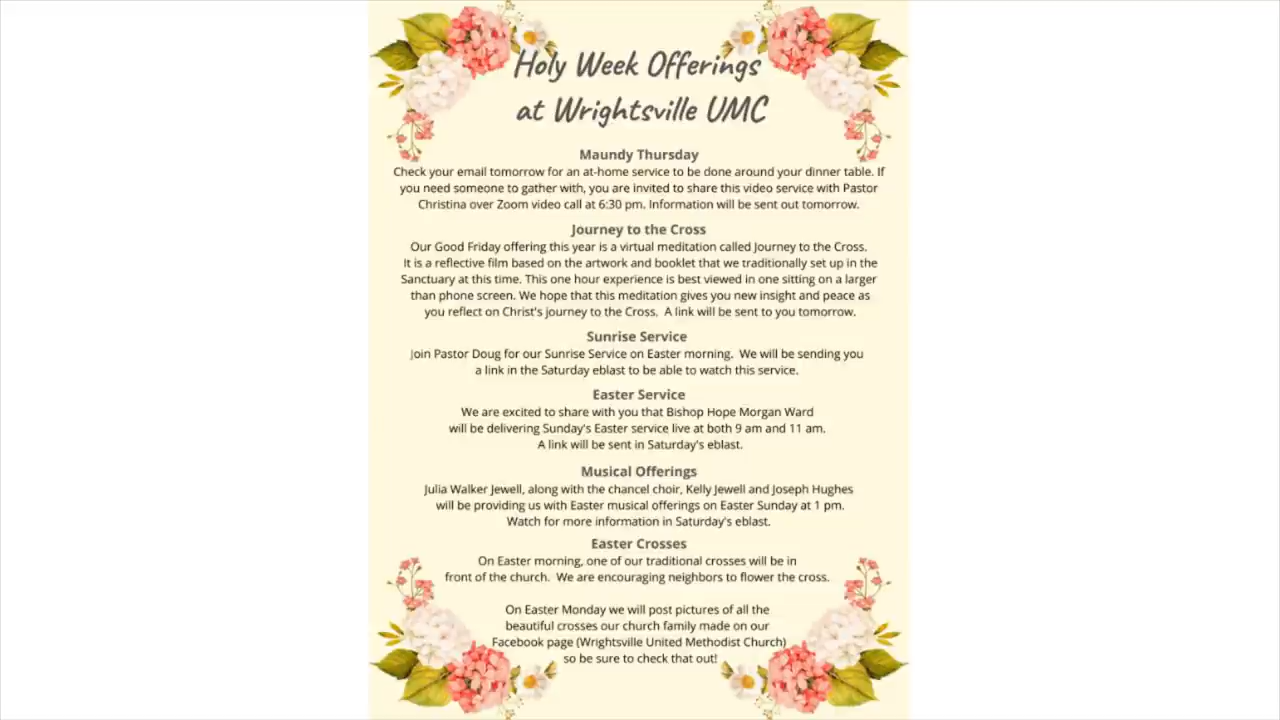 Holy Week Offerings
at Wrightsville UMC
Maundy Thursday
Check your email tomorrow for an at-home service to be done around your dinner table. If
you need someone to gather with, you are invited to share this video service with Pastor
Christina over Zoom video call at 6:30 pm. Information will be sent out tomorrow.
Journey to the Cross
Our Good Friday offering this year is a virtual meditation called Journey to the Cross.
It is a reflective film based on the artwork and booklet that we traditionally set up in the
Sanctuary at this time. This one hour experience is best viewed in one sitting on a larger
than phone screen. We hope that this meditation gives you new insight and peace as
you reflect on Christ's journey to the Cross.  A link will be sent to you tomorrow.
Sunrise Service
Join Pastor Doug for our Sunrise Service on Easter morning.  We will be sending you
a link in the Saturday eblast to be able to watch this service.
Easter Service
We are excited to share with you that Bishop Hope Morgan Ward
will be delivering Sunday's Easter service live at both 9 am and 11 am.
A link will be sent in Saturday's eblast.
Musical Offerings
Julia Walker Jewell, along with the chancel choir, Kelly Jewell and Joseph Hughes
will be providing us with Easter musical offerings on Easter Sunday at 1 pm.
Watch for more information in Saturday's eblast.
Easter Crosses
On Easter morning, one of our traditional crosses will be in
front of the church.  We are encouraging neighbors to flower the cross.
On Easter Monday we will post pictures of all the
beautiful crosses our church family made on our
Facebook page (Wrightsville United Methodist Church)
so be sure to check that out!